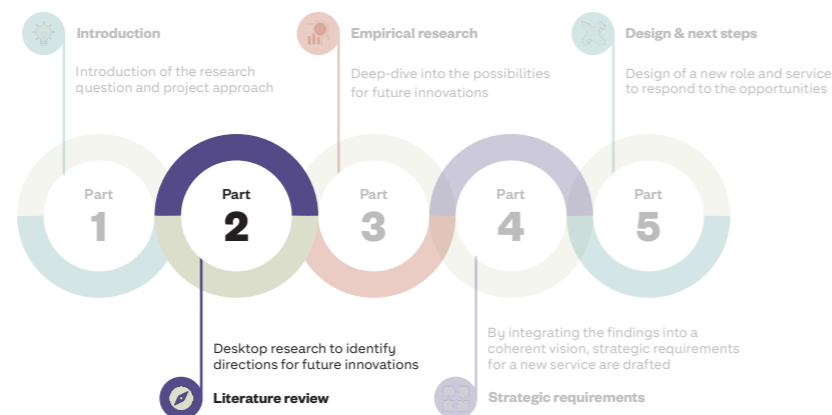 Introduction
Introduction of the research
question and project approach
Empirical research
Deep-dive into the possibilities
for future innovations
Design & next steps
Design of a new role and service
to respond to the opportunities
Part
1
Part
2
Part
3
Part
4
Part
5
Desktop research to identify
directions for future innovations
Literature review
By integrating the findings into a
coherent vision, strategic requirements
for a new service are drafted
Strategic requirements